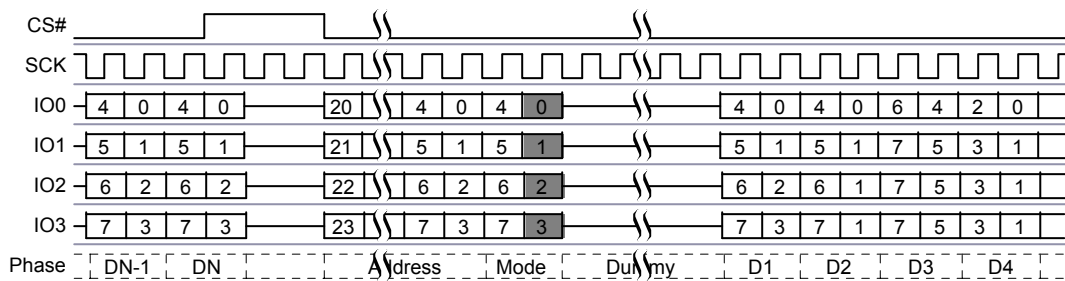 CS#
SCK
IO0 4 0 4 0 20 4 0 4 0 4 0 4 0 6 4 2 0
IO1 5 1 5 1 21 5 1 5 1 5 1 5 1 7 5 3 1
IO2 6 2 6 2 22 6 2 6 2 6 2 6 1 7 5 3 1
IO3 7 3 7 3 23 7 3 7 3 7 3 7 1 7 5 3 1
Phase DN-1 DN Address Mode Dummy D1 D2 D3 D4